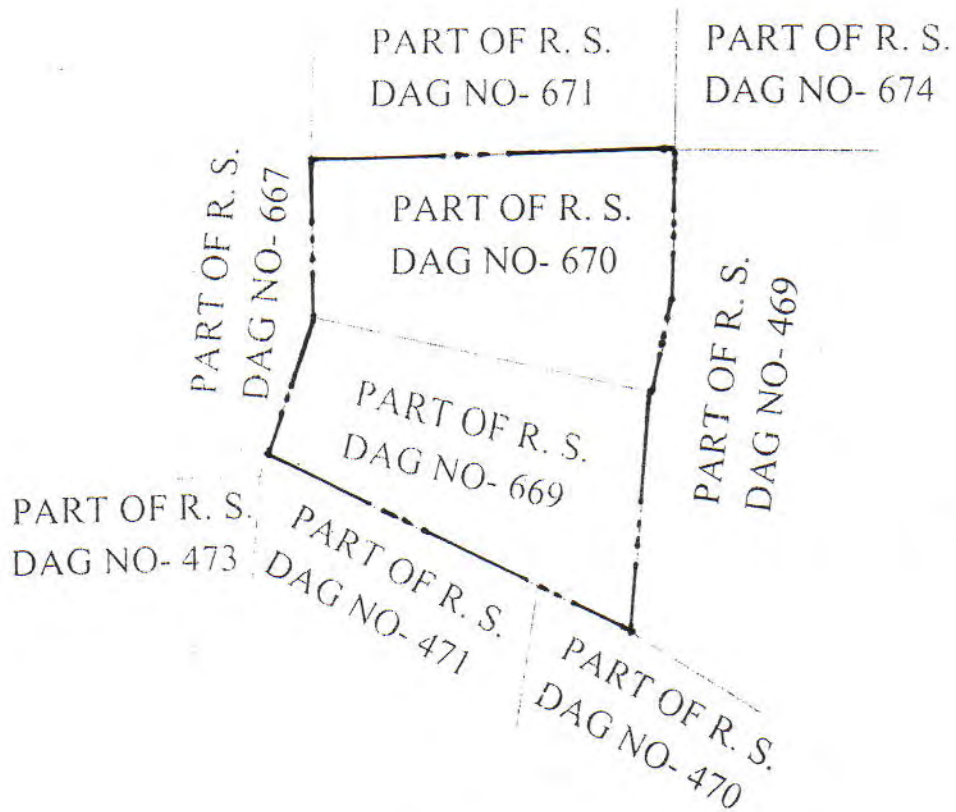 PART OF R. S.
DAG NO- 671
PART OF R. S.
DAG NO- 674
PART OF R. S.
DAG NO- 667
PART OF R. S.
DAG NO- 670
PART OF R. S.
DAG NO- 469
PART OF R. S.
DAG NO- 669
PART OF R. S.
DAG NO- 473
PART OF R. S.
DAG NO- 471
PART OF R. S.
DAG NO- 470